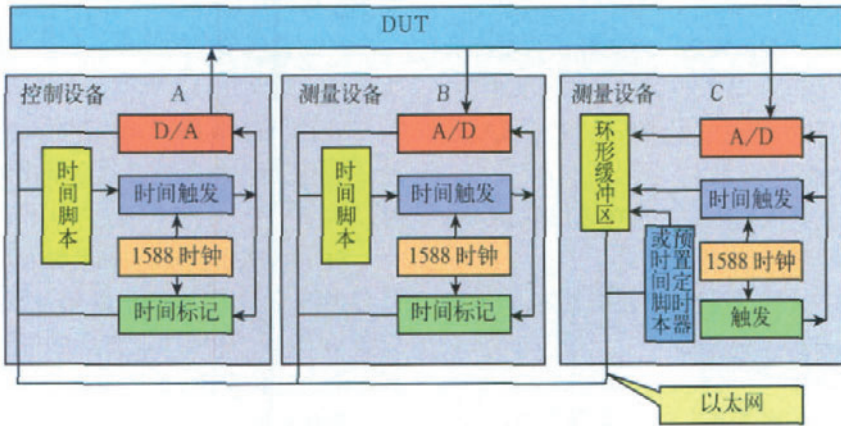 DUT
控制设备 A
D/A
时间脚本
时间触发
1588 时钟
时间标记
测量设备 B
A/D
时间脚本
时间触发
1588 时钟
时间标记
测量设备 C
环形缓冲区
A/D
时间触发
预置定时器
或时间脚本
1588 时钟
触发
以太网